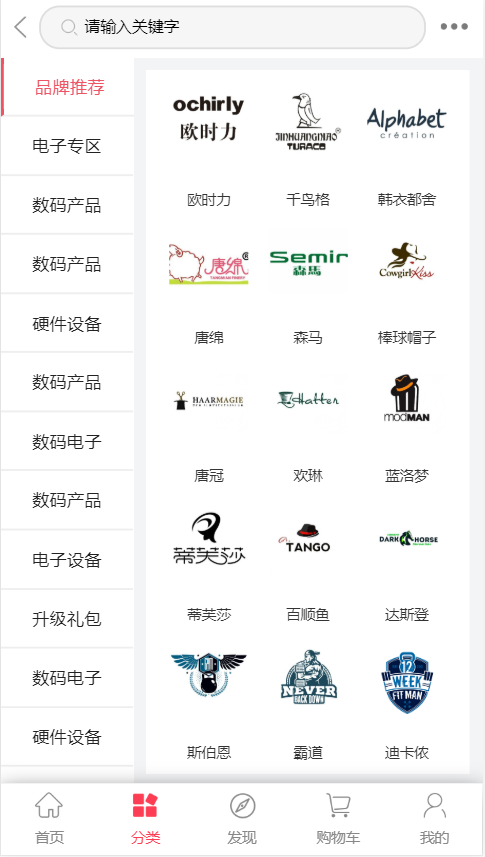 请输入关键字
品牌推荐
电子专区
数码产品
数码产品
硬件设备
数码产品
数码电子
数码产品
电子设备
升级礼包
数码电子
硬件设备
ochirly
欧时力
JINHUANGNIAO
TURACO
Alphabet
création
欧时力 千鸟格 韩衣都舍
唐绵
Semir
森馬
Cowgirl Kiss
唐绵 森马 棒球帽子
HAARMAGIE
Hatter
modMAN
唐冠 欢琳 蓝洛梦
蒂芙莎
TANGO
DARK HORSE
蒂芙莎 百顺鱼 达斯登
NEVER
BACK DOWN
12
WEEK
FIT MAN
斯伯恩 霸道 迪卡侬
首页 分类 发现 购物车 我的